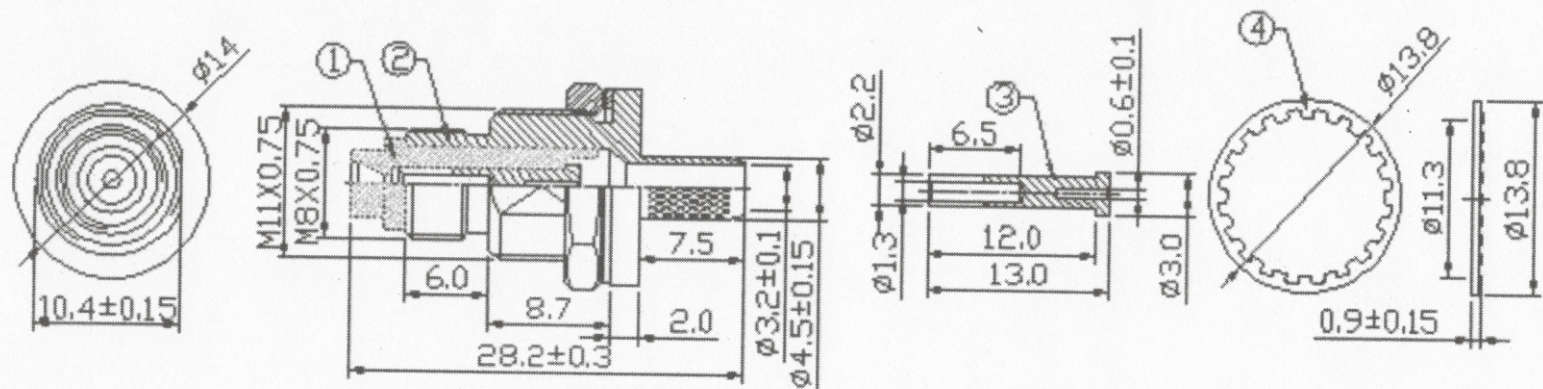 ø14
10.4±0.15
①
②
M11X0.75
M8X0.75
6.0
8.7
2.0
7.5
28.2±0.3
ø3.2±0.1
ø4.5±0.15
③
ø2.2
6.5
ø1.3
12.0
13.0
ø0.6±0.1
ø3.0
④
ø13.8
ø11.3
ø13.8
0.9±0.15